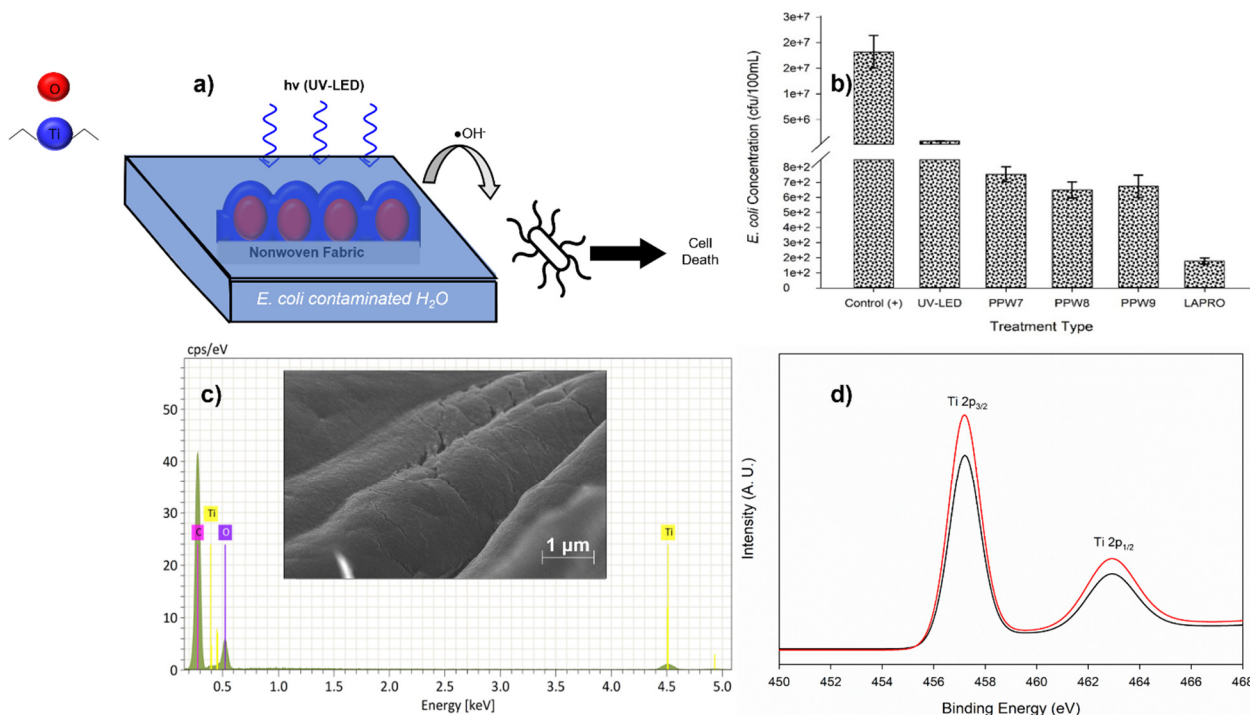 O
Ti
a)
hv (UV-LED)
•OH-
Nonwoven Fabric
E. coli contaminated H₂O
Cell
Death
b)
E. coli Concentration (cfu/100mL)
3e+7
2e+7
2e+7
1e+7
5e+6
8e+2
7e+2
6e+2
5e+2
4e+2
3e+2
2e+2
1e+2
0
Control (+) UV-LED PPW7 PPW8 PPW9 LAPRO
Treatment Type
cps/eV
c)
50
40
30
20
10
0
Ti
C
O
Ti
1 µm
0.5 1.0 1.5 2.0 2.5 3.0 3.5 4.0 4.5 5.0
Energy [keV]
d)
Ti 2p3/2
Ti 2p1/2
Intensity (A. U.)
450 452 454 456 458 460 462 464 466 468
Binding Energy (eV)